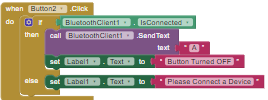 when Button2 .Click
do if BluetoothClient1 . IsConnected
then call BluetoothClient1 .SendText
text " A "
set Label1 . Text to " Button Turned OFF "
else set Label1 . Text to " Please Connect a Device "